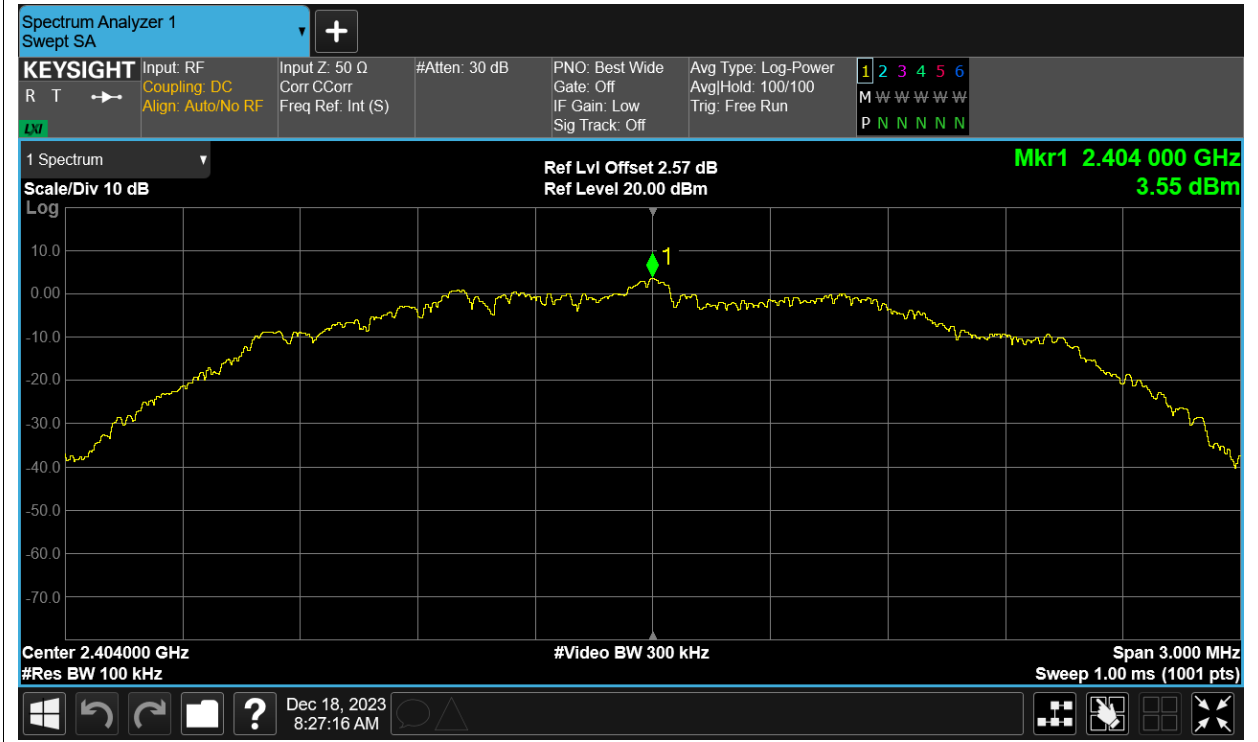 Spectrum Analyzer 1
Swept SA
KEYSIGHT
R T
LXI
Input: RF
Coupling: DC
Align: Auto/No RF
Input Z: 50 Ω
Corr CCorr
Freq Ref: Int (S)
#Atten: 30 dB
PNO: Best Wide
Gate: Off
IF Gain: Low
Sig Track: Off
Avg Type: Log-Power
Avg|Hold: 100/100
Trig: Free Run
1 2 3 4 5 6
M W W W W W
P N N N N N
1 Spectrum
Scale/Div 10 dB
Log
Ref Lvl Offset 2.57 dB
Ref Level 20.00 dBm
Mkr1 2.404 000 GHz
3.55 dBm
1
10.0
0.00
-10.0
-20.0
-30.0
-40.0
-50.0
-60.0
-70.0
Center 2.404000 GHz
#Res BW 100 kHz
#Video BW 300 kHz
Span 3.000 MHz
Sweep 1.00 ms (1001 pts)
?
Dec 18, 2023
8:27:16 AM